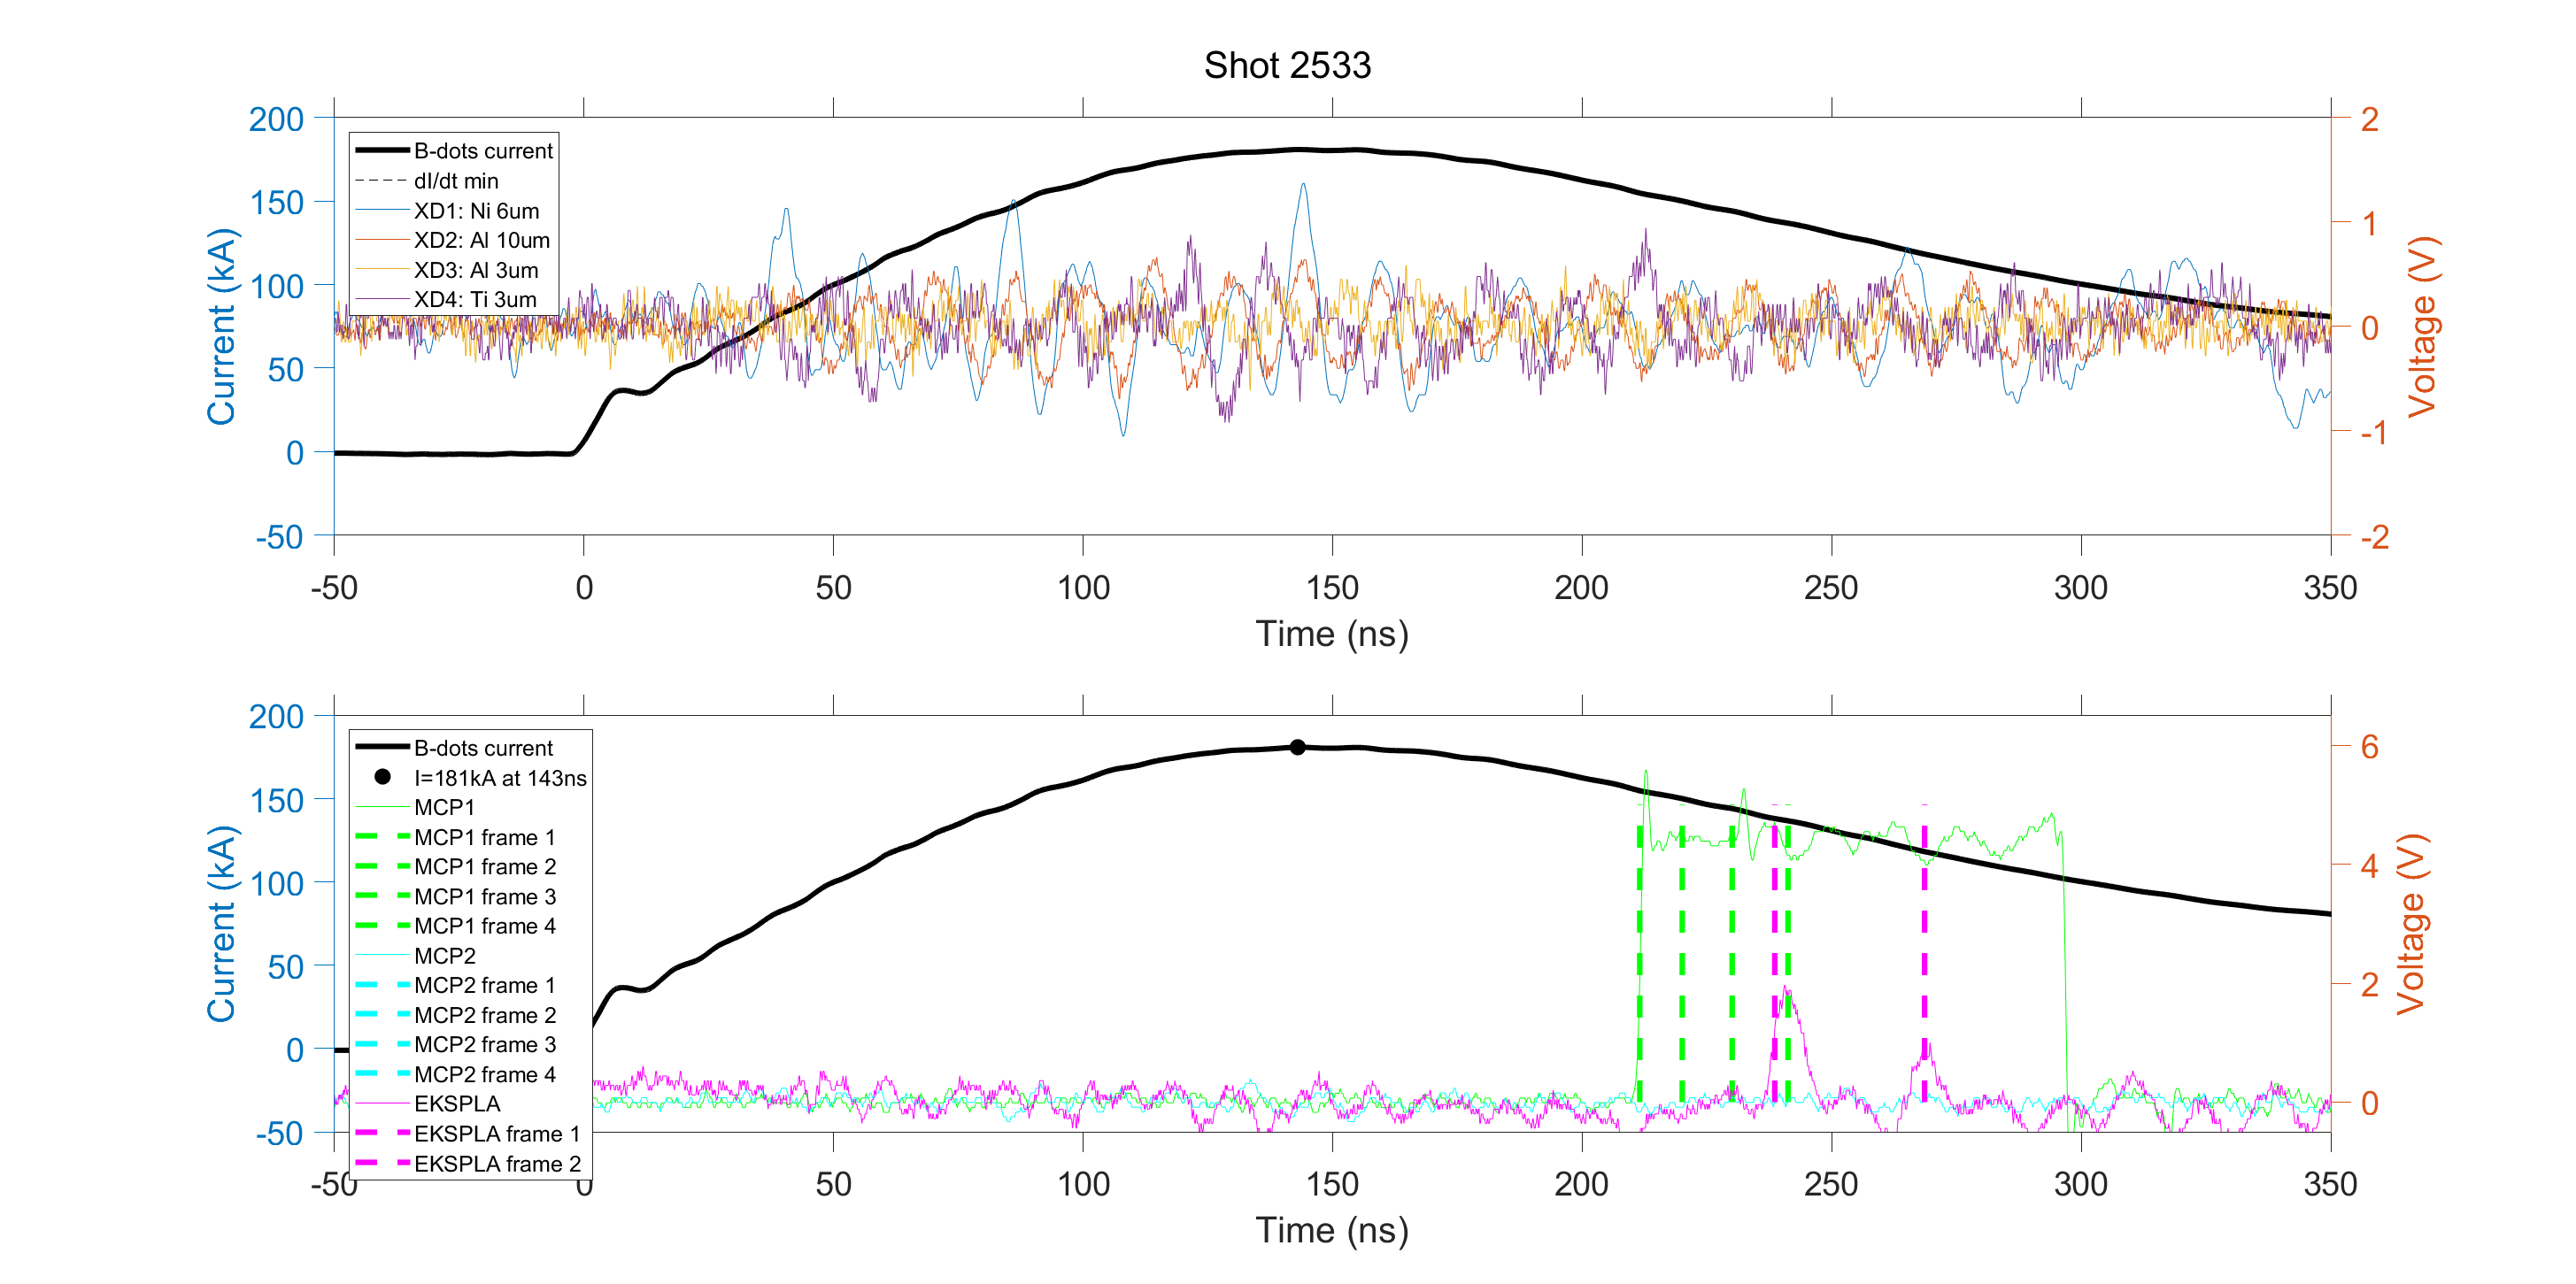 Shot 2533
200
150
100
50
0
-50
Current (kA)
B-dots current
dI/dt min
XD1: Ni 6um
XD2: Al 10um
XD3: Al 3um
XD4: Ti 3um
2
1
0
-1
-2
Voltage (V)
-50 0 50 100 150 200 250 300 350
Time (ns)
200
150
100
50
0
-50
Current (kA)
B-dots current
I=181kA at 143ns
MCP1
MCP1 frame 1
MCP1 frame 2
MCP1 frame 3
MCP1 frame 4
MCP2
MCP2 frame 1
MCP2 frame 2
MCP2 frame 3
MCP2 frame 4
EKSPLA
EKSPLA frame 1
EKSPLA frame 2
6
4
2
0
Voltage (V)
-50 0 50 100 150 200 250 300 350
Time (ns)